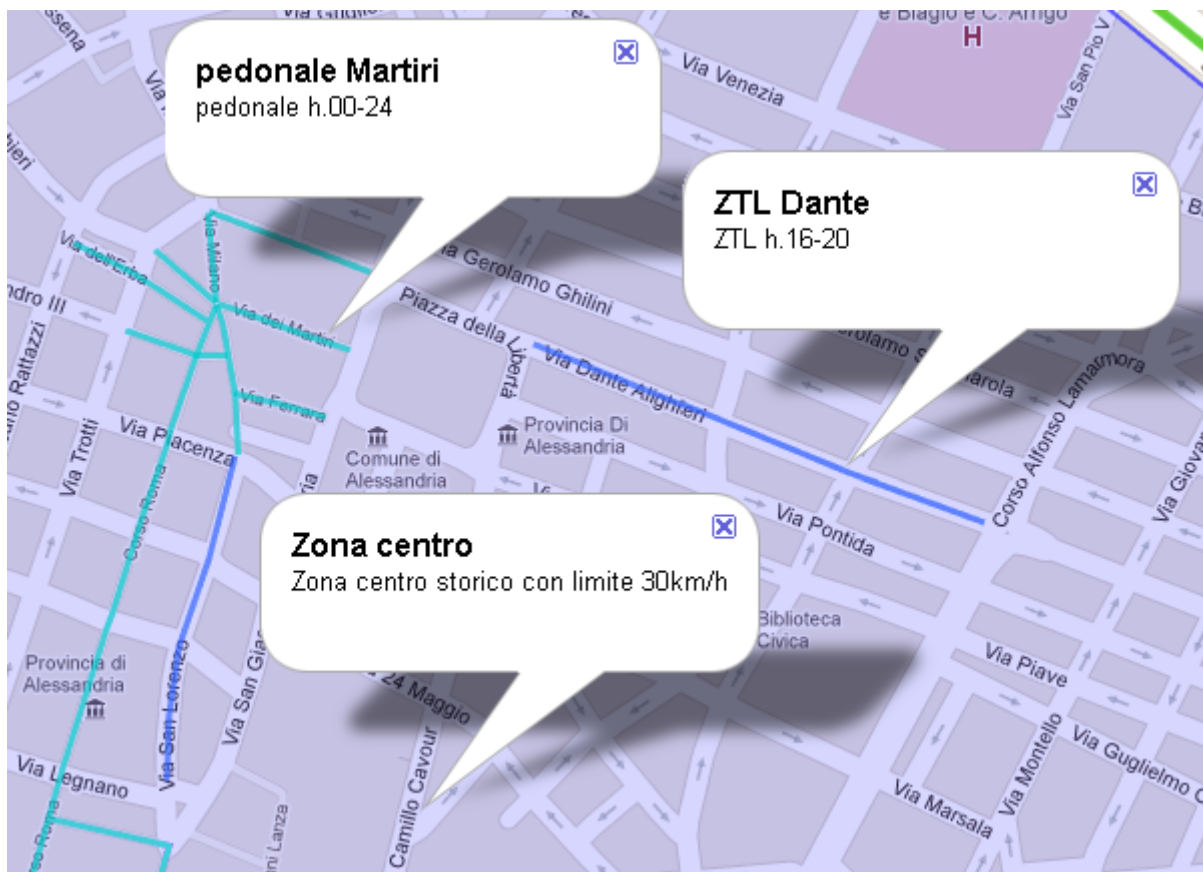 e Biagio e C. Arrigo
H
Via Venezia
Via San Pio V
pedonale Martiri
pedonale h.00-24
ZTL Dante
ZTL h.16-20
Via Milano
Via dell'Erba
Via dei Martiri
Gerolamo Ghilini
Piazza della Libertà
Via Dante Alighieri
Corso Alfonso Lamarmora
Via Ferrara
Via Piacenza
Via Trotti
Rattazzi
Corso Roma
Comune di
Alessandria
Provincia Di
Alessandria
Via Pontida
Zona centro
Zona centro storico con limite 30km/h
Biblioteca
Civica
Via Piave
Provincia di
Alessandria
Via San Lorenzo
24 Maggio
Via Legnano
Camillo Cavour
Via Montello
Via Marsala
Via Guglielmo
Lanza
Roma